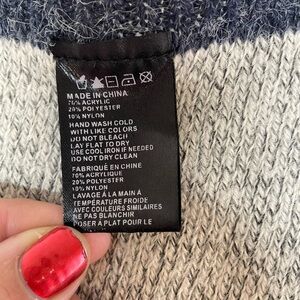 MADE IN CHINA
70% ACRYLIC
20% POLYESTER
10% NYLON
HAND WASH COLD
WITH LIKE COLORS
DO NOT BLEACH
LAY FLAT TO DRY
USE COOL IRON IF NEEDED
DO NOT DRY CLEAN
FABRIQUÉ EN CHINE
70% ACRYLIQUE
20% POLYESTER
10% NYLON
LAVAGE À LA MAIN À
TEMPÉRATURE FROIDE
AVEC COULEURS SIMILAIRES
NE PAS BLANCHIR
POSER A PLAT POUR LE